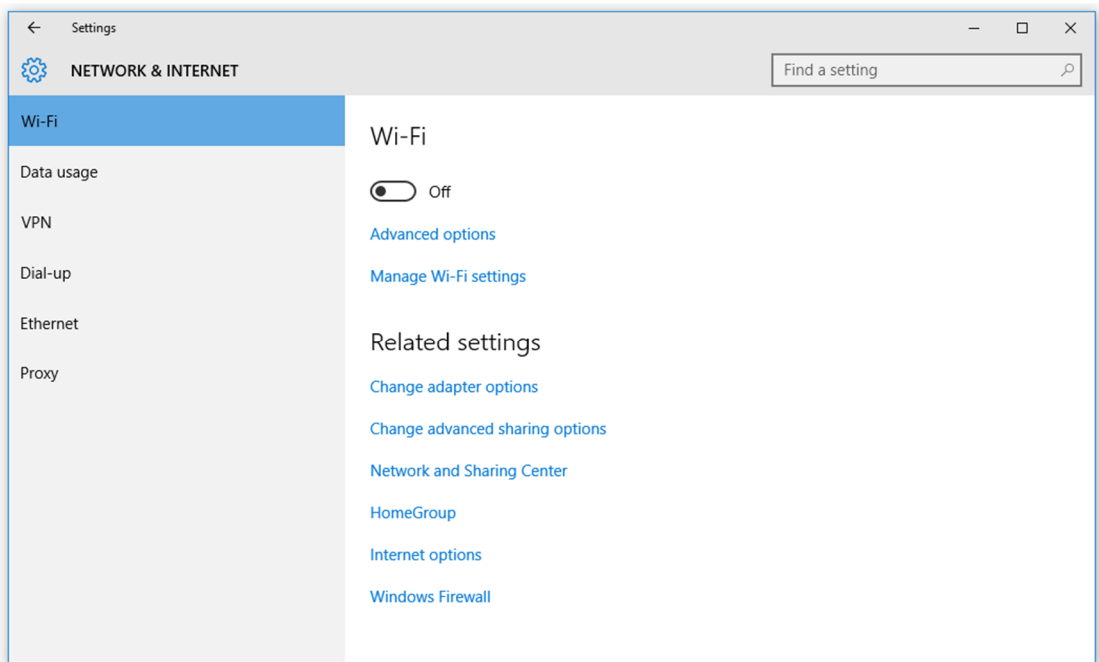 Settings
NETWORK & INTERNET
Find a setting
Wi-Fi
Data usage
VPN
Dial-up
Ethernet
Proxy
Wi-Fi
Off
Advanced options
Manage Wi-Fi settings
Related settings
Change adapter options
Change advanced sharing options
Network and Sharing Center
HomeGroup
Internet options
Windows Firewall